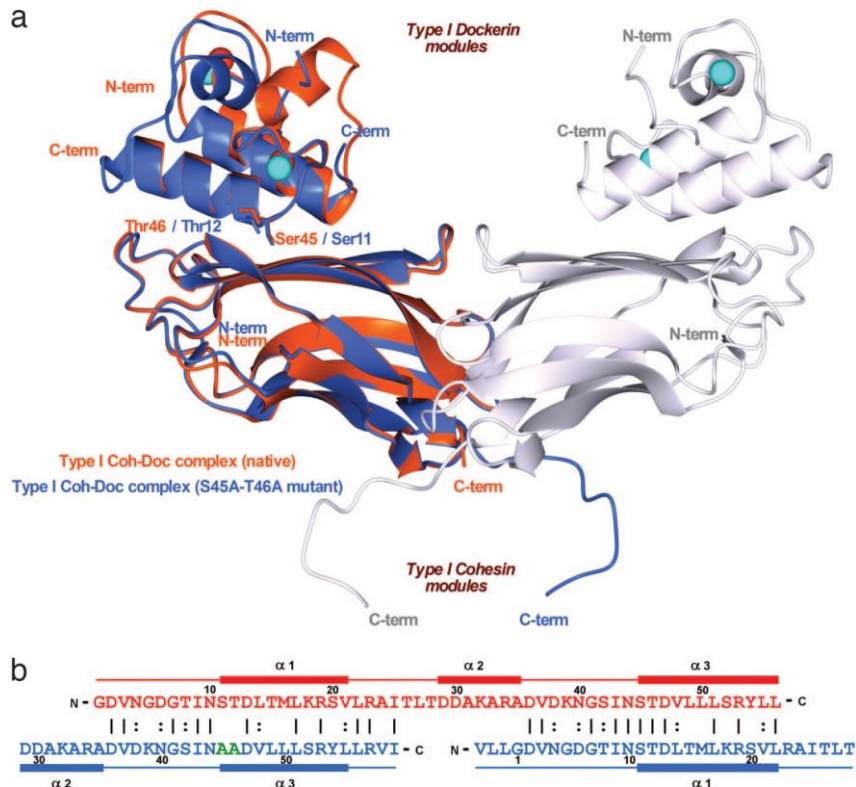 a
Type I Dockerin
modules
N-term
N-term
N-term
C-term
C-term
C-term
Thr46 / Thr12
Ser45 / Ser11
N-term
N-term
N-term
Type I Coh-Doc complex (native)
Type I Coh-Doc complex (S45A-T46A mutant)
C-term
Type I Cohesin
modules
C-term
C-term
b
α 1 α 2 α 3
10 20 30 40 50
N - GDVNGDGTINSTDLTMLKRSVLRAITLTDDAKARADVDKNGSINSTDVLLLSRYLL - C
DDAKARADVDKNGSINAADVLLLSRYLLRVI - C N - VLLGDVNGDGTINSTDLTMLKRSVLRAITLT
30 40 50 1 10 20
α 2 α 3 α 1